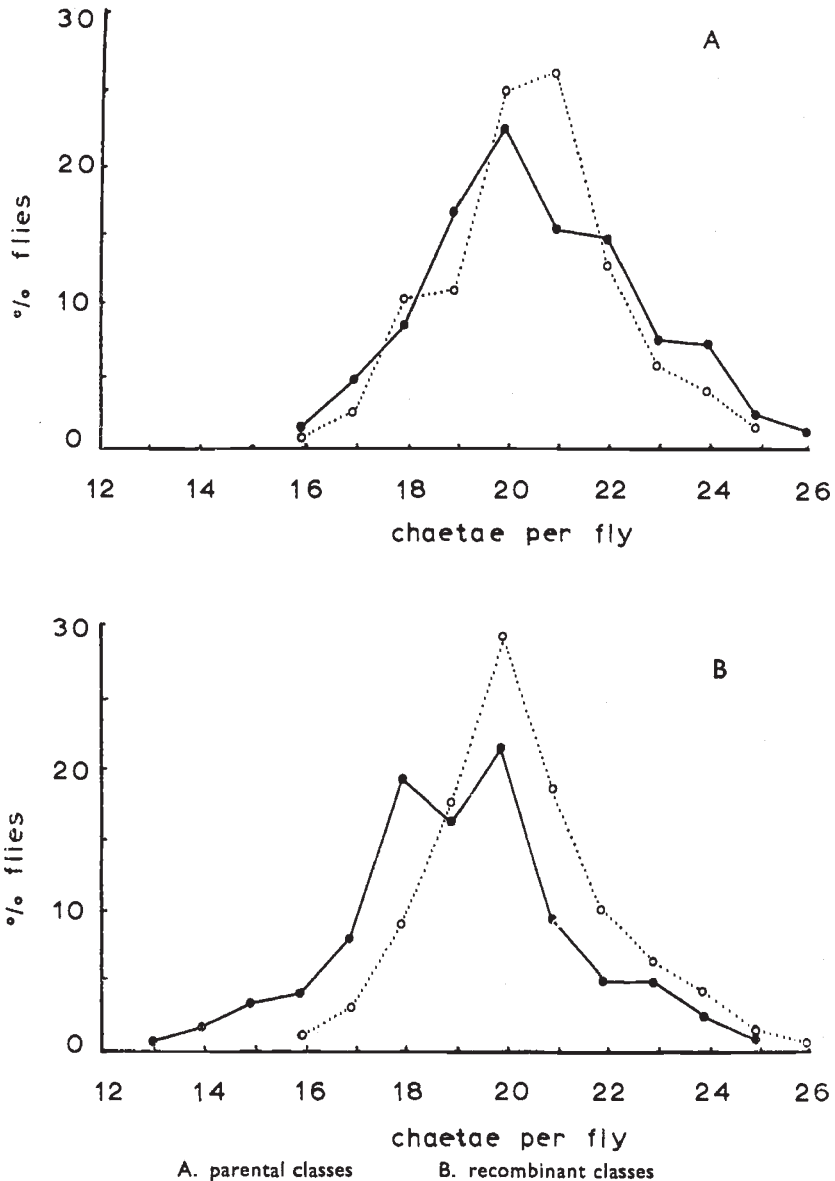 30
A
20
% flies
10
0
12 14 16 18 20 22 24 26
chaetae per fly
30
B
20
% flies
10
0
12 14 16 18 20 22 24 26
chaetae per fly
A. parental classes B. recombinant classes